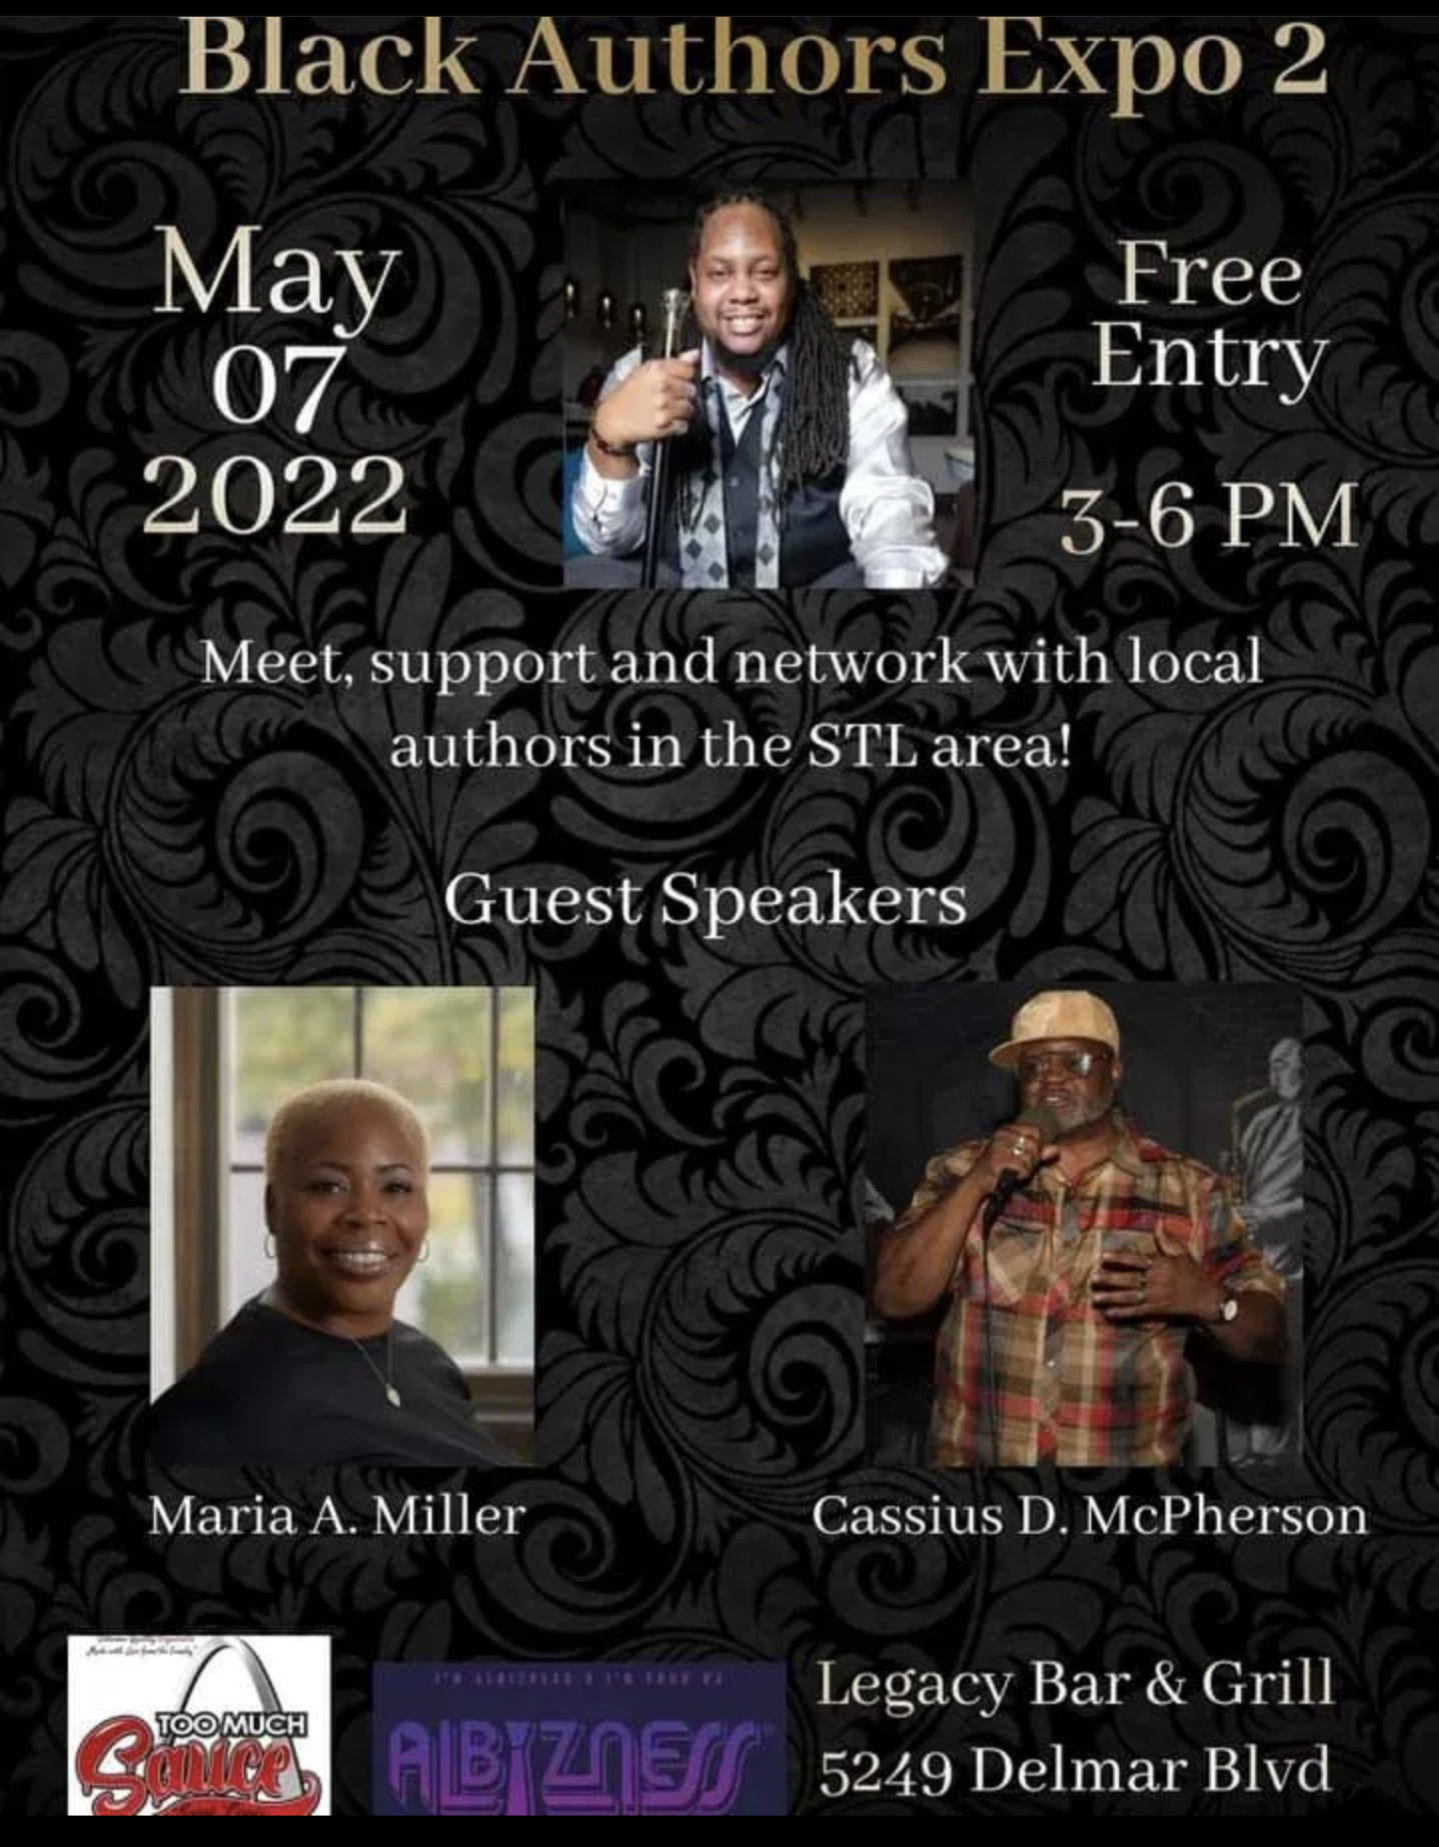 Black Authors Expo 2
May
07
2022
Free
Entry
3-6 PM
Meet, support and network with local
authors in the STL area!
Guest Speakers
Maria A. Miller
Cassius D. McPherson
TOO MUCH
Sauce
ALBIZNESS
Legacy Bar & Grill
5249 Delmar Blvd